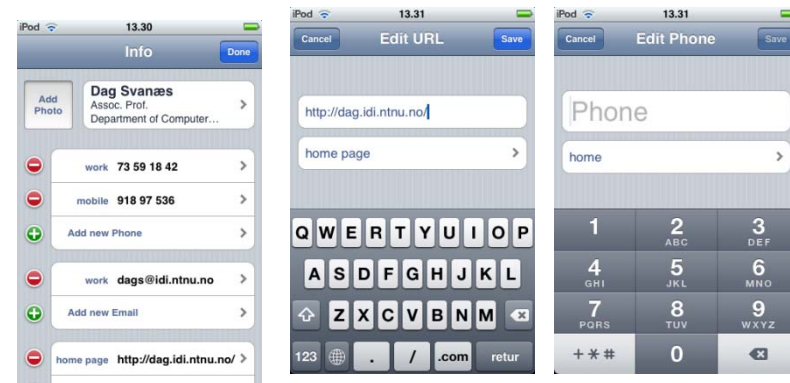 iPod 13.30
Info Done
Add Photo
Dag Svanæs
Assoc. Prof.
Department of Computer…
work 73 59 18 42
mobile 918 97 536
Add new Phone
work dags@idi.ntnu.no
Add new Email
home page http://dag.idi.ntnu.no/
iPod 13.31
Cancel Edit URL Save
http://dag.idi.ntnu.no/
home page
Q W E R T Y U I O P
A S D F G H J K L
Z X C V B N M
123 . / .com retur
iPod 13.31
Cancel Edit Phone Save
Phone
home
1 2 3
ABC DEF
4 5 6
GHI JKL MNO
7 8 9
PQRS TUV WXYZ
+*# 0